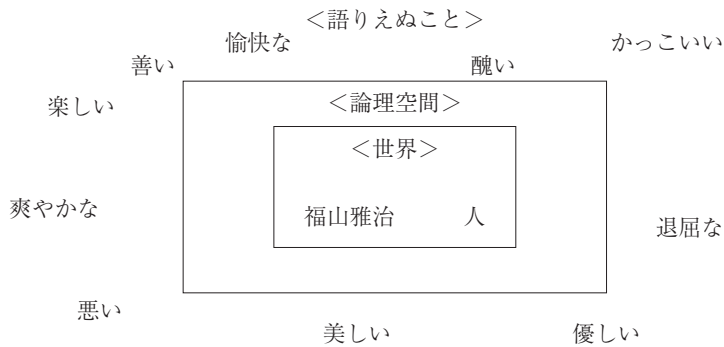 ＜語りえぬこと＞
愉快な
かっこいい
善い
醜い
楽しい
＜論理空間＞
＜世界＞
爽やかな
福山雅治 人
退屈な
悪い
美しい
優しい